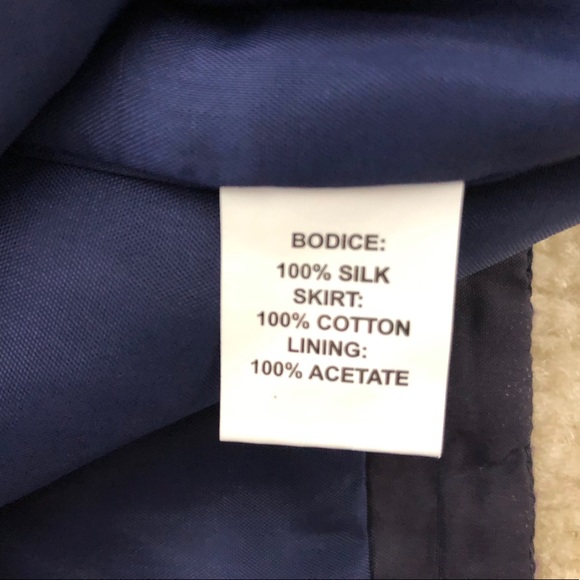 BODICE:
100% SILK
SKIRT:
100% COTTON
LINING:
100% ACETATE